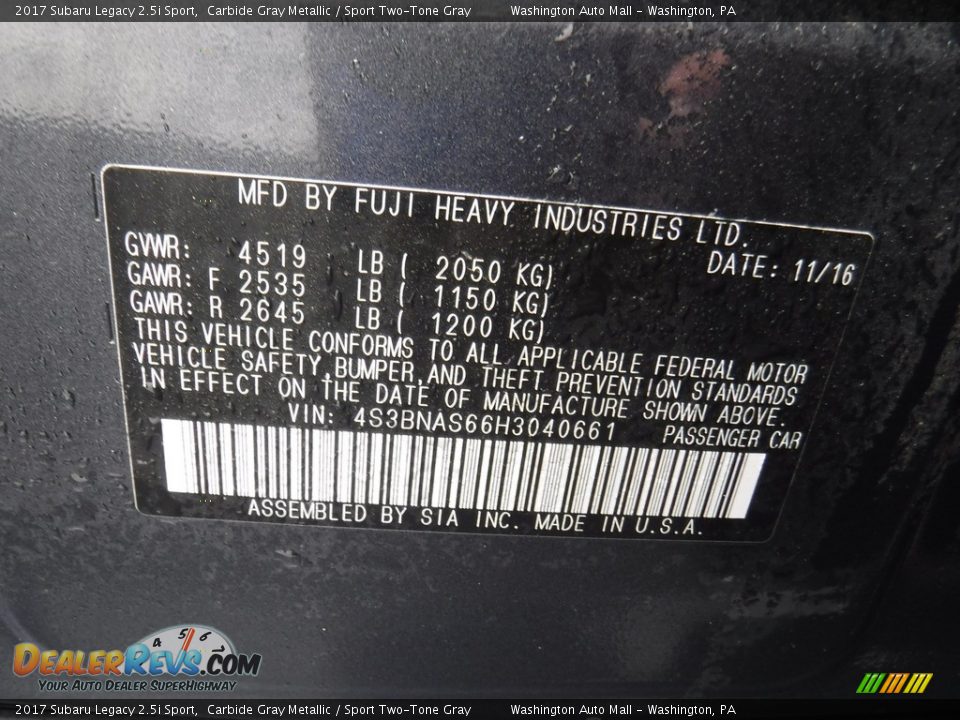 2017 Subaru Legacy 2.5i Sport, Carbide Gray Metallic / Sport Two-Tone Gray Washington Auto Mall - Washington, PA
MFD BY FUJI HEAVY INDUSTRIES LTD.
GVWR: 4519 LB ( 2050 KG) DATE: 11/16
GAWR: F 2535 LB ( 1150 KG)
GAWR: R 2645 LB ( 1200 KG)
THIS VEHICLE CONFORMS TO ALL APPLICABLE FEDERAL MOTOR
VEHICLE SAFETY, BUMPER, AND THEFT PREVENTION STANDARDS
IN EFFECT ON THE DATE OF MANUFACTURE SHOWN ABOVE.
VIN: 4S3BNAS66H3040661 PASSENGER CAR
ASSEMBLED BY SIA INC. MADE IN U.S.A.
4 5 6
DealerRevs.com
Your Auto Dealer SuperHighway
2017 Subaru Legacy 2.5i Sport, Carbide Gray Metallic / Sport Two-Tone Gray Washington Auto Mall - Washington, PA